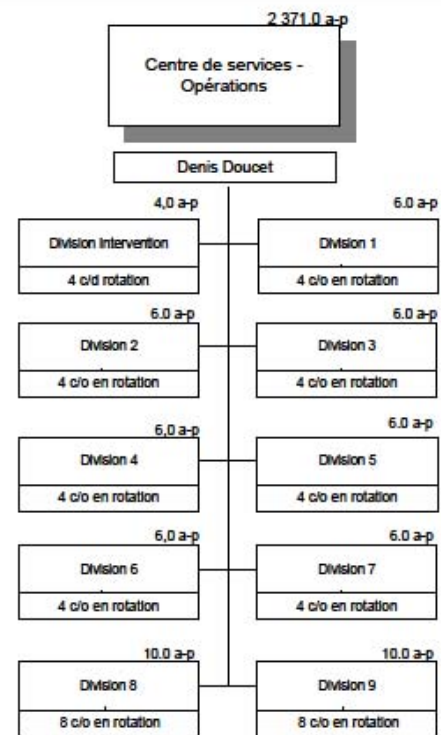 2 371.0 a-p
Centre de services -
Opérations
Denis Doucet
4,0 a-p
Division Intervention
4 c/d rotation
6.0 a-p
Division 1
4 c/o en rotation
6.0 a-p
Division 2
4 c/o en rotation
6.0 a-p
Division 3
4 c/o en rotation
6,0 a-p
Division 4
4 c/o en rotation
6.0 a-p
Division 5
4 c/o en rotation
6,0 a-p
Division 6
4 c/o en rotation
6.0 a-p
Division 7
4 c/o en rotation
10.0 a-p
Division 8
8 c/o en rotation
10.0 a-p
Division 9
8 c/o en rotation